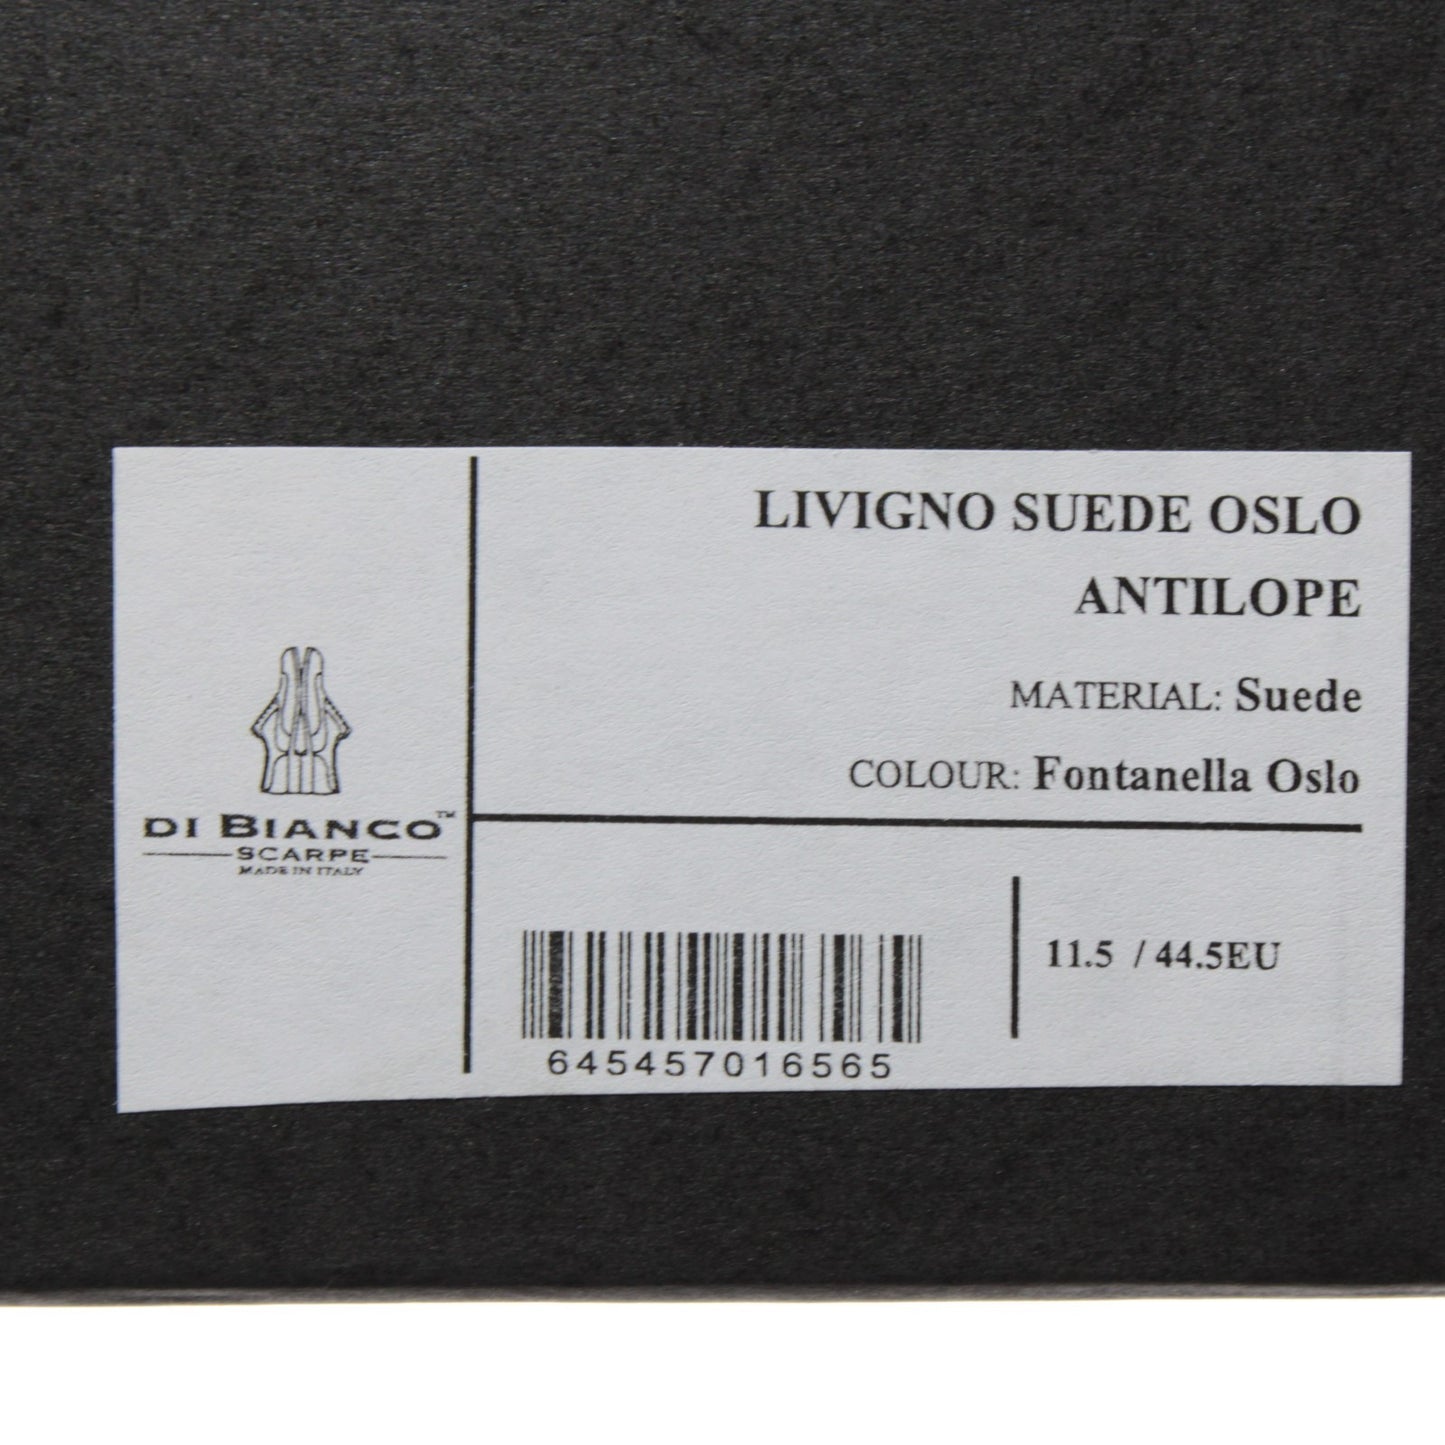 LIVIGNO SUEDE OSLO
ANTILOPE
MATERIAL: Suede
COLOUR: Fontanella Oslo
DI BIANCO™
SCARPE
MADE IN ITALY
11.5 / 44.5EU
645457016565